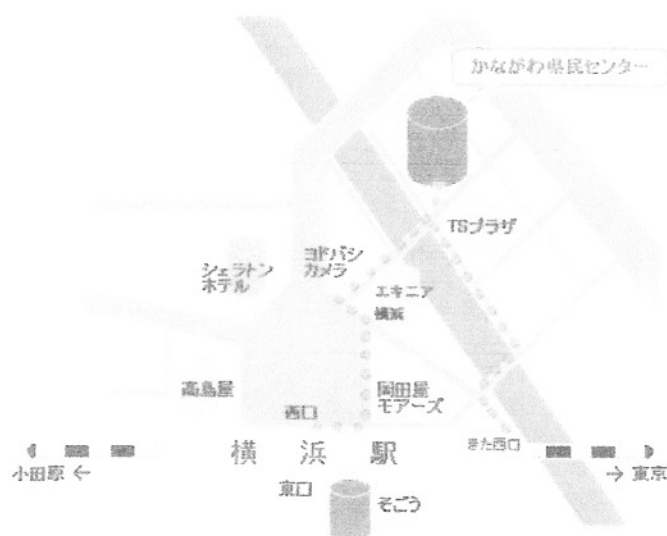 かながわ県民センター
TSプラザ
ヨドバシ
カメラ
シェラトン
ホテル
エキニア
横浜
高島屋
岡田屋
モアーズ
西口
きた西口
横浜駅
小田原←
→東京
東口
そごう